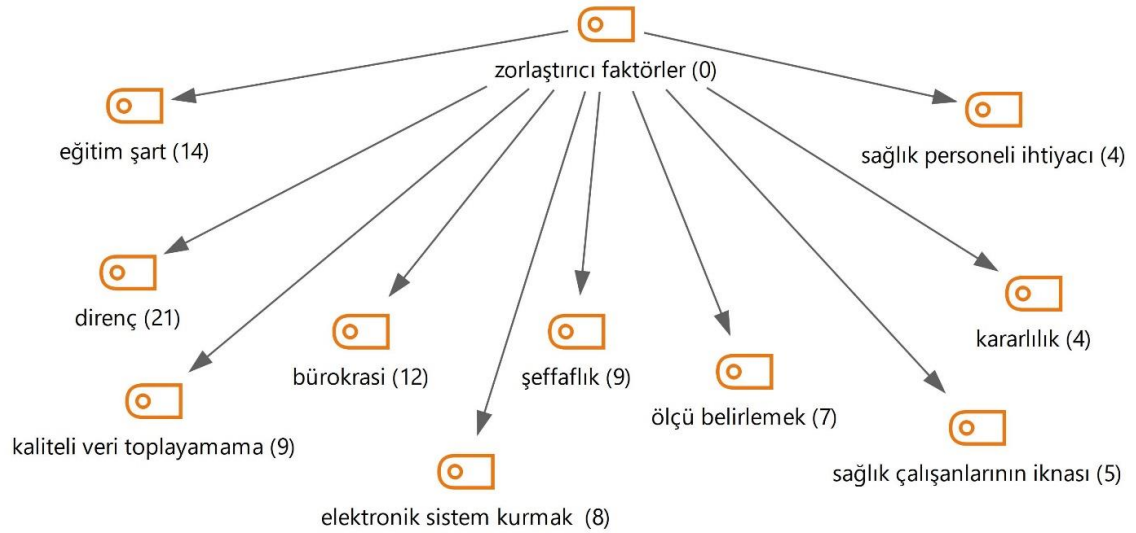 zorlaştırıcı faktörler (0)
eğitim şart (14)
sağlık personeli ihtiyacı (4)
direnç (21)
kararlılık (4)
bürokrasi (12)
şeffaflık (9)
ölçü belirlemek (7)
kaliteli veri toplayamama (9)
sağlık çalışanlarının iknası (5)
elektronik sistem kurmak (8)